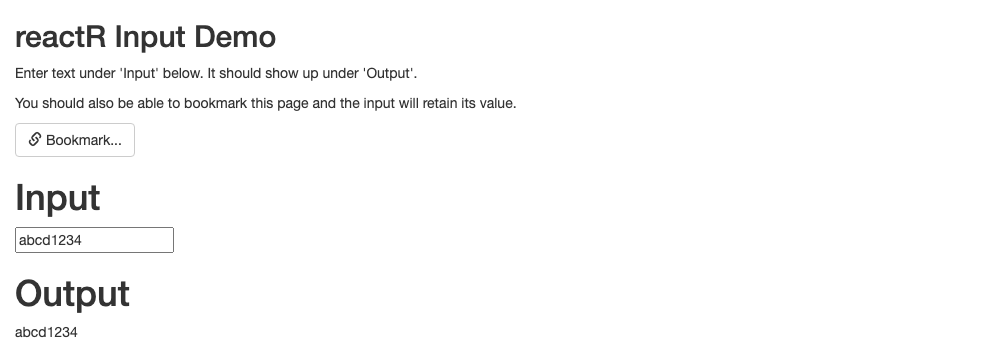 reactR Input Demo
Enter text under 'Input' below. It should show up under 'Output'.
You should also be able to bookmark this page and the input will retain its value.
Bookmark...
Input
abcd1234
Output
abcd1234